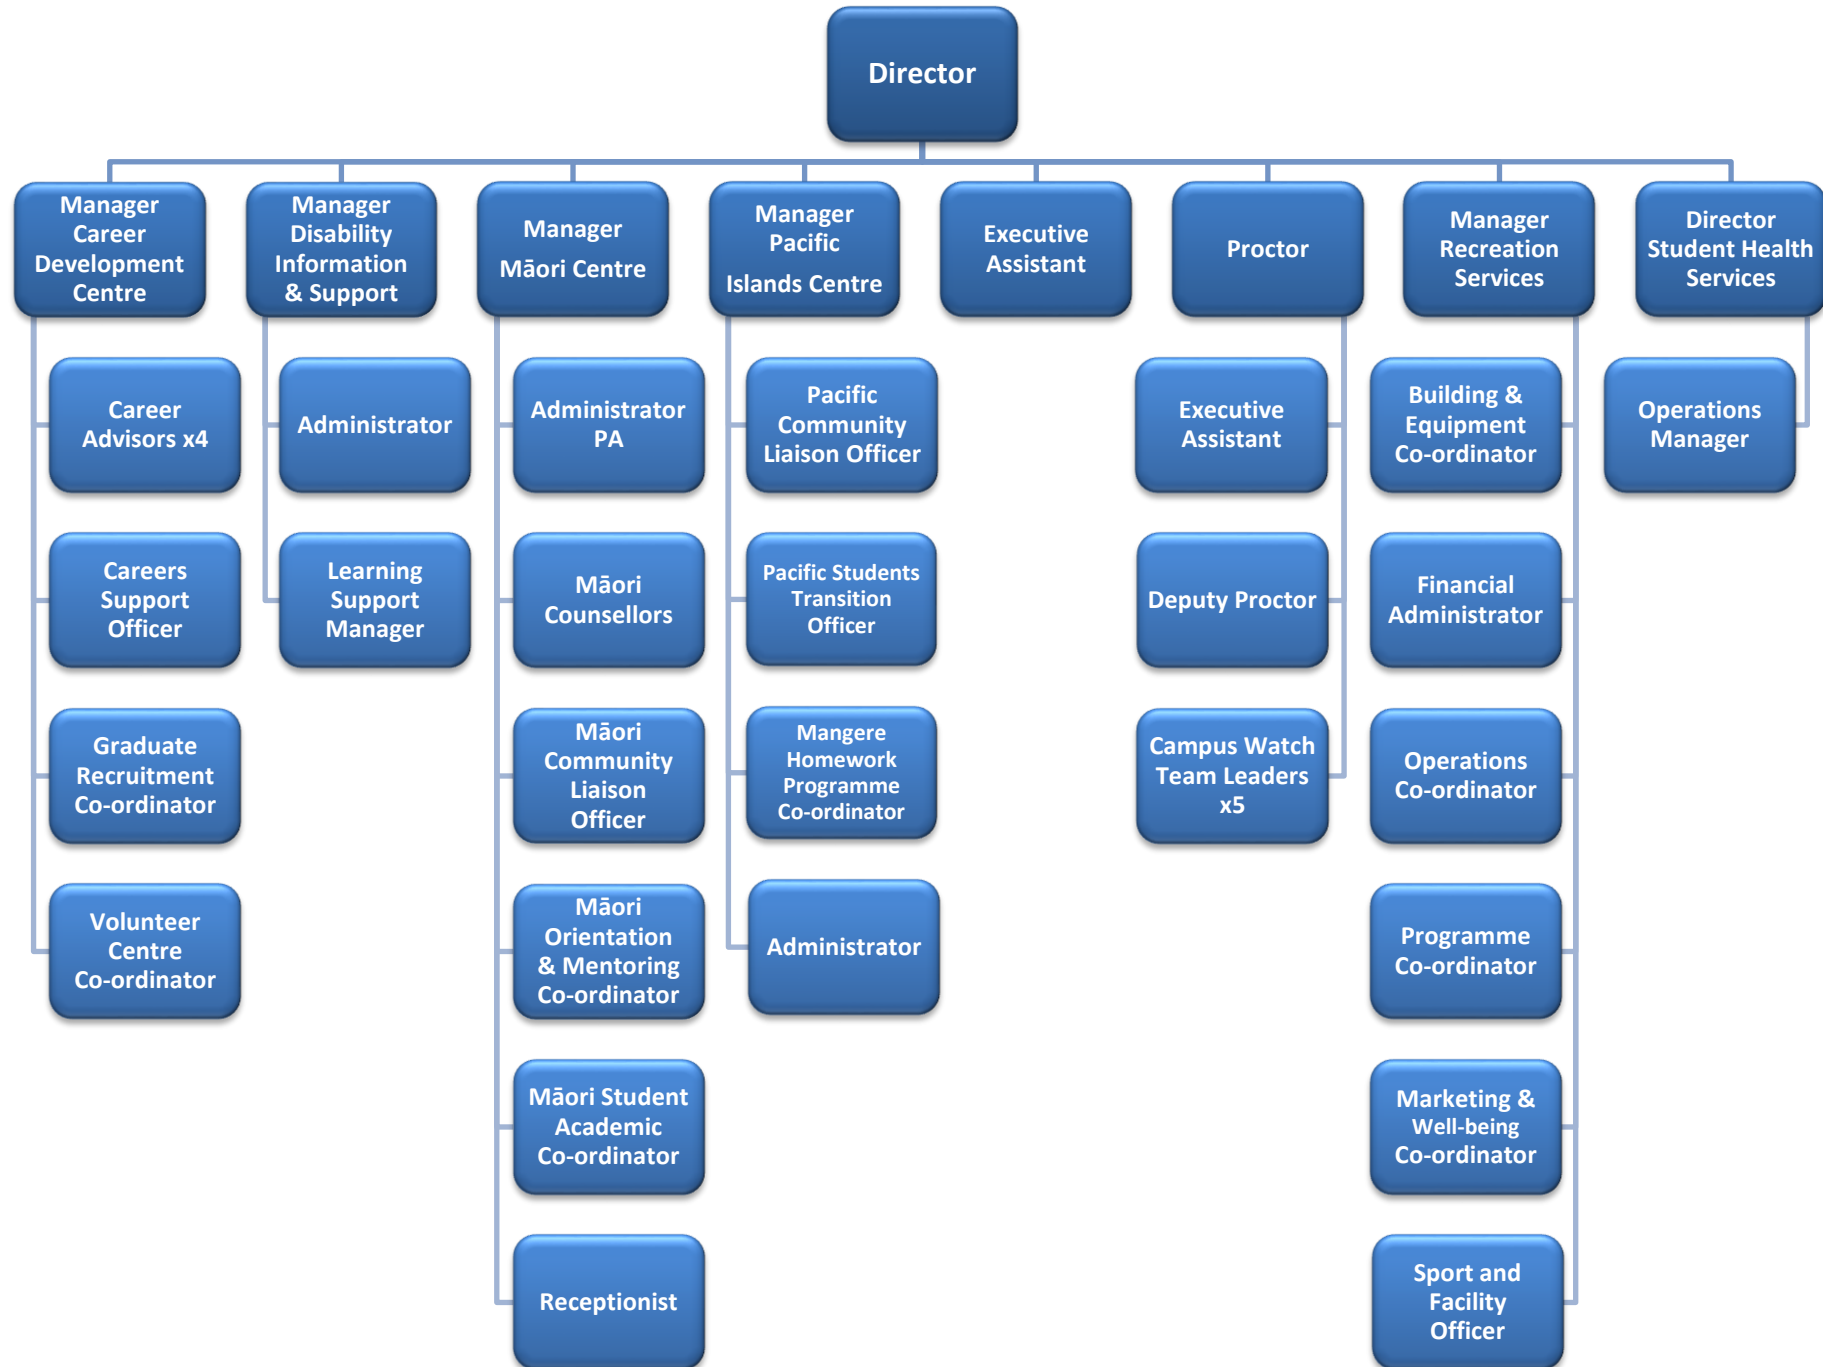 Director
Manager
Career
Development
Centre
Manager
Disability
Information
& Support
Manager
Māori Centre
Manager
Pacific
Islands Centre
Executive
Assistant
Proctor
Manager
Recreation
Services
Director
Student Health
Services
Career
Advisors x4
Administrator
Administrator
PA
Pacific
Community
Liaison Officer
Executive
Assistant
Building &
Equipment
Co-ordinator
Operations
Manager
Careers
Support
Officer
Learning
Support
Manager
Māori
Counsellors
Pacific Students
Transition
Officer
Deputy Proctor
Financial
Administrator
Graduate
Recruitment
Co-ordinator
Māori
Community
Liaison
Officer
Mangere
Homework
Programme
Co-ordinator
Campus Watch
Team Leaders
x5
Operations
Co-ordinator
Volunteer
Centre
Co-ordinator
Māori
Orientation
& Mentoring
Co-ordinator
Administrator
Programme
Co-ordinator
Māori Student
Academic
Co-ordinator
Marketing &
Well-being
Co-ordinator
Receptionist
Sport and
Facility
Officer